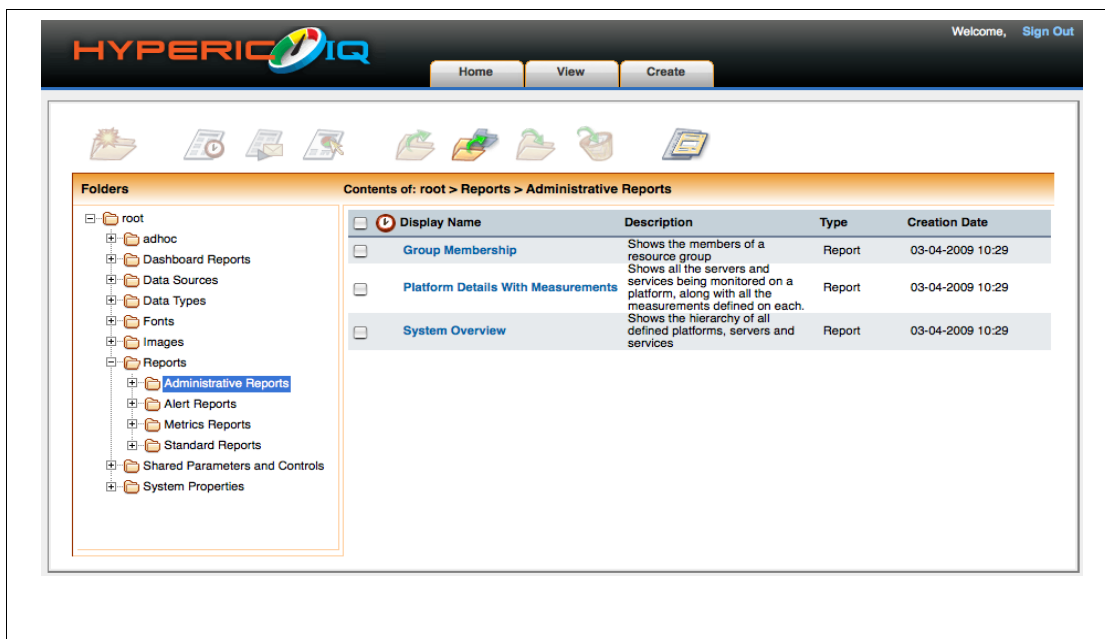 HYPERIC IQ
Welcome, Sign Out
Home View Create
Folders
Contents of: root > Reports > Administrative Reports
root
adhoc
Dashboard Reports
Data Sources
Data Types
Fonts
Images
Reports
Administrative Reports
Alert Reports
Metrics Reports
Standard Reports
Shared Parameters and Controls
System Properties
Display Name Description Type Creation Date
Group Membership
Shows the members of a
resource group
Report 03-04-2009 10:29
Platform Details With Measurements
Shows all the servers and
services being monitored on a
platform, along with all the
measurements defined on each.
Report 03-04-2009 10:29
System Overview
Shows the hierarchy of all
defined platforms, servers and
services
Report 03-04-2009 10:29